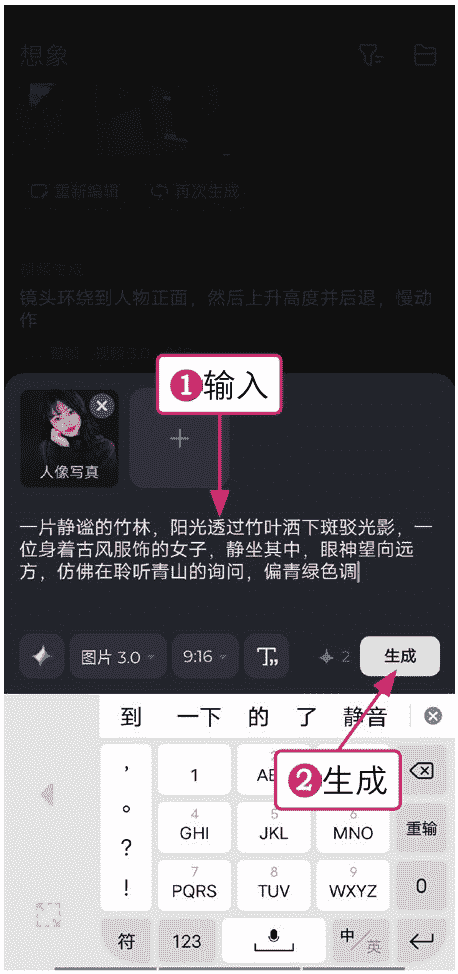 想象
重新编辑 再次生成
镜头环绕到人物正面，然后上升高度并后退，慢动
作
1输入
人像写真
一片静谧的竹林，阳光透过竹叶洒下斑驳光影，一
位身着古风服饰的女子，静坐其中，眼神望向远
方，仿佛在聆听青山的询问，偏青绿色调
图片 3.0 9:16 T 2 生成
到 一下 的 了 静音
， 1
2生成
。 4 GHI 5 JKL 6 MNO 重输
？ 7 PQRS 8 TUV 9 WXYZ 0
！
符 123 中/英